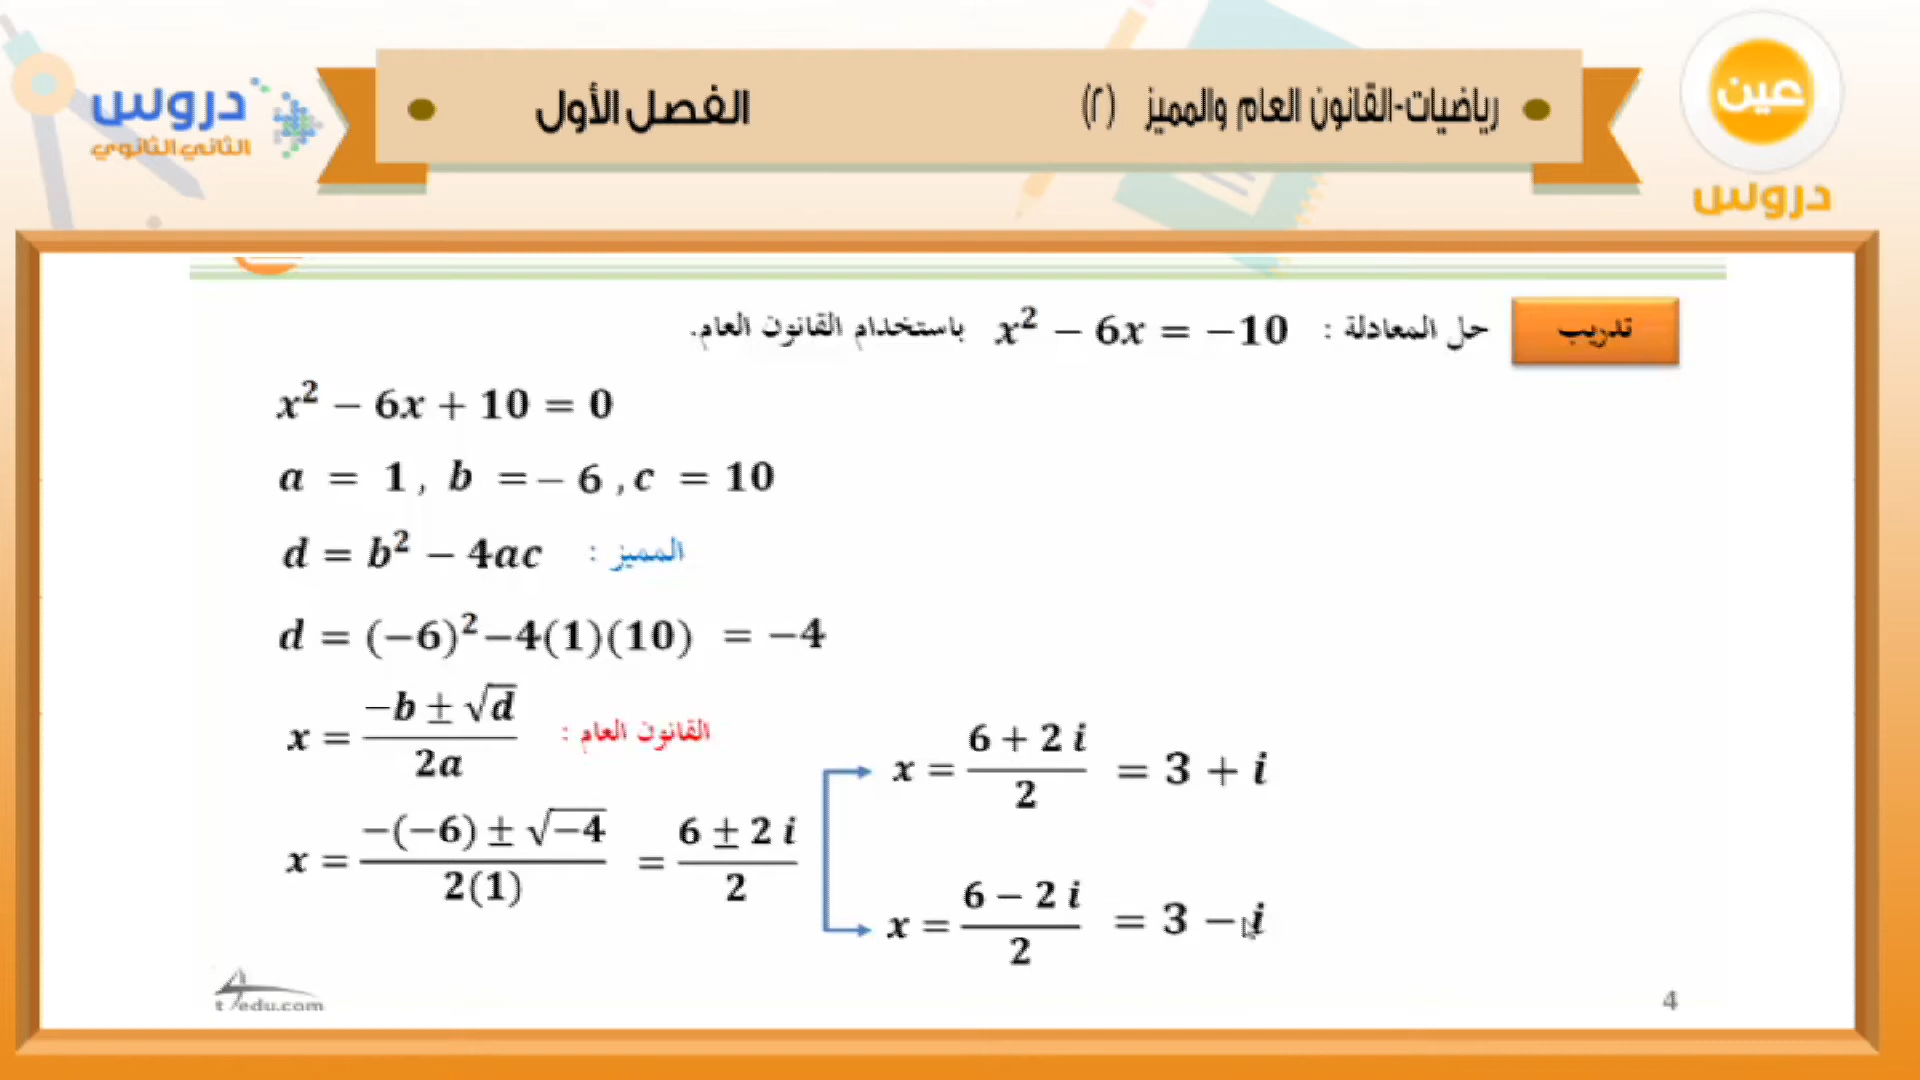 عين
دروس
رياضيات-القانون العام والمميز (٢)
الفصل الأول
دروس
الثاني الثانوي
تدريب
حل المعادلة : x² − 6x = −10 باستخدام القانون العام.
x² − 6x + 10 = 0
a = 1 , b = − 6 , c = 10
d = b² − 4ac المميز :
d = (−6)² −4(1)(10) = −4
x = (−b ± √d) / 2a القانون العام :
x = (−(−6) ± √−4) / 2(1) = (6 ± 2 i) / 2
x = (6 + 2 i) / 2 = 3 + i
x = (6 − 2 i) / 2 = 3 − i
t4edu.com
4